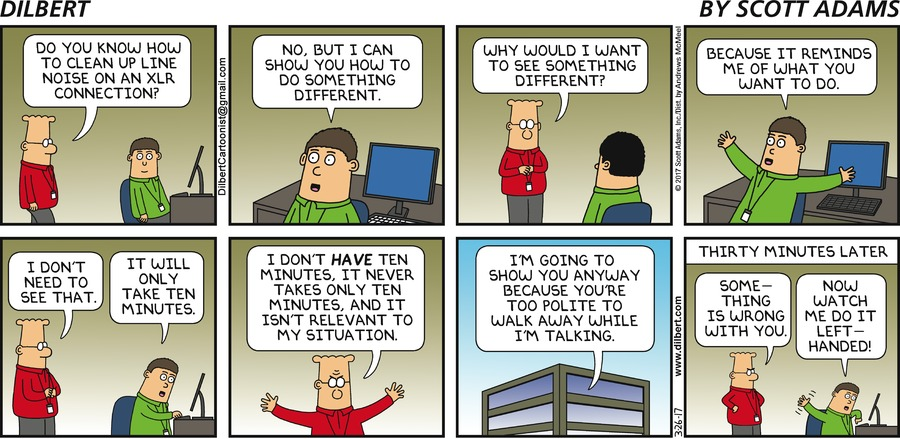 DILBERT
BY SCOTT ADAMS
DO YOU KNOW HOW
TO CLEAN UP LINE
NOISE ON AN XLR
CONNECTION?
DilbertCartoonist@gmail.com
NO, BUT I CAN
SHOW YOU HOW TO
DO SOMETHING
DIFFERENT.
WHY WOULD I WANT
TO SEE SOMETHING
DIFFERENT?
© 2017 Scott Adams, Inc./Dist. by Andrews McMeel
BECAUSE IT REMINDS
ME OF WHAT YOU
WANT TO DO.
I DON'T
NEED TO
SEE THAT.
IT WILL
ONLY
TAKE TEN
MINUTES.
I DON'T HAVE TEN
MINUTES, IT NEVER
TAKES ONLY TEN
MINUTES, AND IT
ISN'T RELEVANT TO
MY SITUATION.
I'M GOING TO
SHOW YOU ANYWAY
BECAUSE YOU'RE
TOO POLITE TO
WALK AWAY WHILE
I'M TALKING.
3-26-17
www.dilbert.com
THIRTY MINUTES LATER
SOME-
THING
IS WRONG
WITH YOU.
NOW
WATCH
ME DO IT
LEFT-
HANDED!